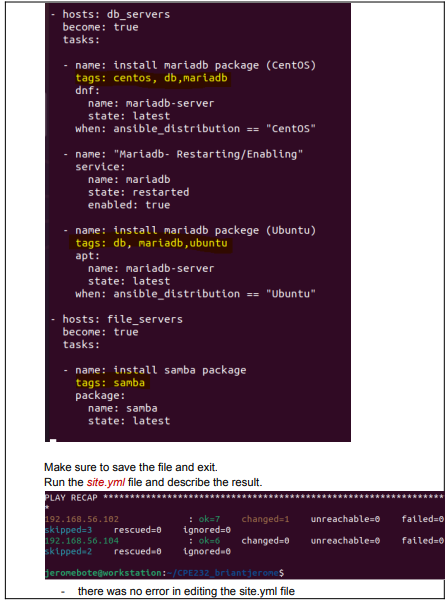 - hosts: db_servers
become: true
tasks:
- name: install mariadb package (CentOS)
tags: centos, db,mariadb
dnf:
name: mariadb-server
state: latest
when: ansible_distribution == "CentOS"
- name: "Mariadb- Restarting/Enabling"
service:
name: mariadb
state: restarted
enabled: true
- name: install mariadb packege (Ubuntu)
tags: db, mariadb,ubuntu
apt:
name: mariadb-server
state: latest
when: ansible_distribution == "Ubuntu"
- hosts: file_servers
become: true
tasks:
- name: install samba package
tags: samba
package:
name: samba
state: latest
Make sure to save the file and exit.
Run the site.yml file and describe the result.
PLAY RECAP *********************************************************************
*
192.168.56.102 : ok=7 changed=1 unreachable=0 failed=0
skipped=3 rescued=0 ignored=0
192.168.56.104 : ok=6 changed=0 unreachable=0 failed=0
skipped=2 rescued=0 ignored=0
jeromebote@workstation:~/CPE232_briantjerome$
- there was no error in editing the site.yml file